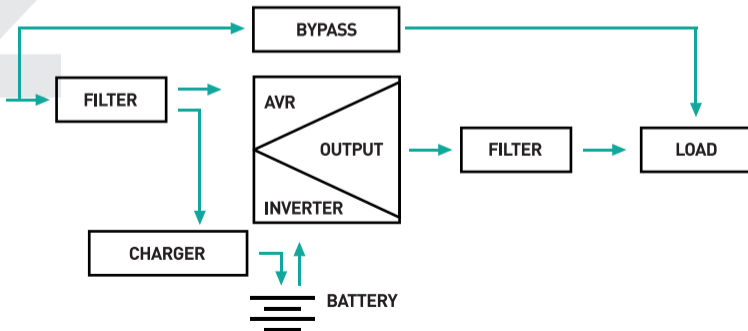 BYPASS
FILTER
AVR
OUTPUT
INVERTER
FILTER
LOAD
CHARGER
BATTERY